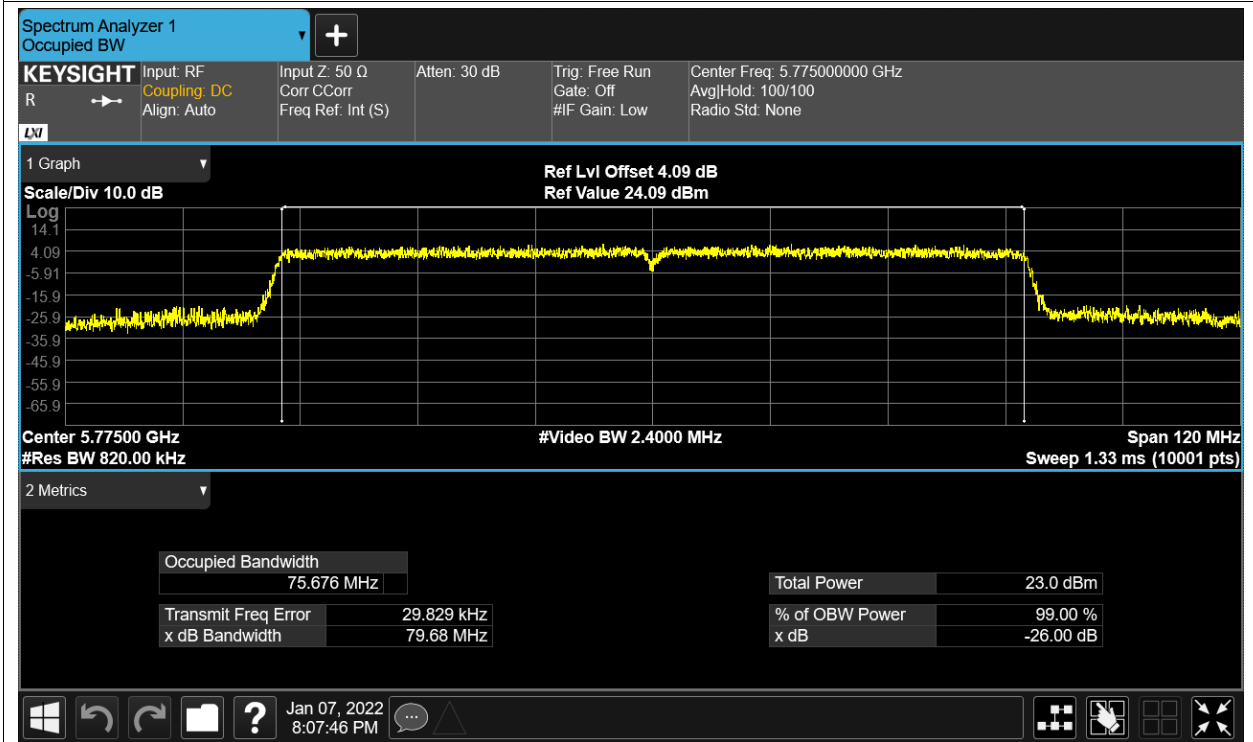 Spectrum Analyzer 1
Occupied BW
KEYSIGHT
R
LXI
Input: RF
Coupling: DC
Align: Auto
Input Z: 50 Ω
Corr CCorr
Freq Ref: Int (S)
Atten: 30 dB
Trig: Free Run
Gate: Off
#IF Gain: Low
Center Freq: 5.775000000 GHz
Avg|Hold: 100/100
Radio Std: None
1 Graph
Scale/Div 10.0 dB
Ref Lvl Offset 4.09 dB
Ref Value 24.09 dBm
Log
14.1
4.09
-5.91
-15.9
-25.9
-35.9
-45.9
-55.9
-65.9
Center 5.77500 GHz
#Res BW 820.00 kHz
#Video BW 2.4000 MHz
Span 120 MHz
Sweep 1.33 ms (10001 pts)
2 Metrics
Occupied Bandwidth
75.676 MHz
Transmit Freq Error 29.829 kHz
x dB Bandwidth 79.68 MHz
Total Power 23.0 dBm
% of OBW Power 99.00 %
x dB -26.00 dB
?
Jan 07, 2022
8:07:46 PM